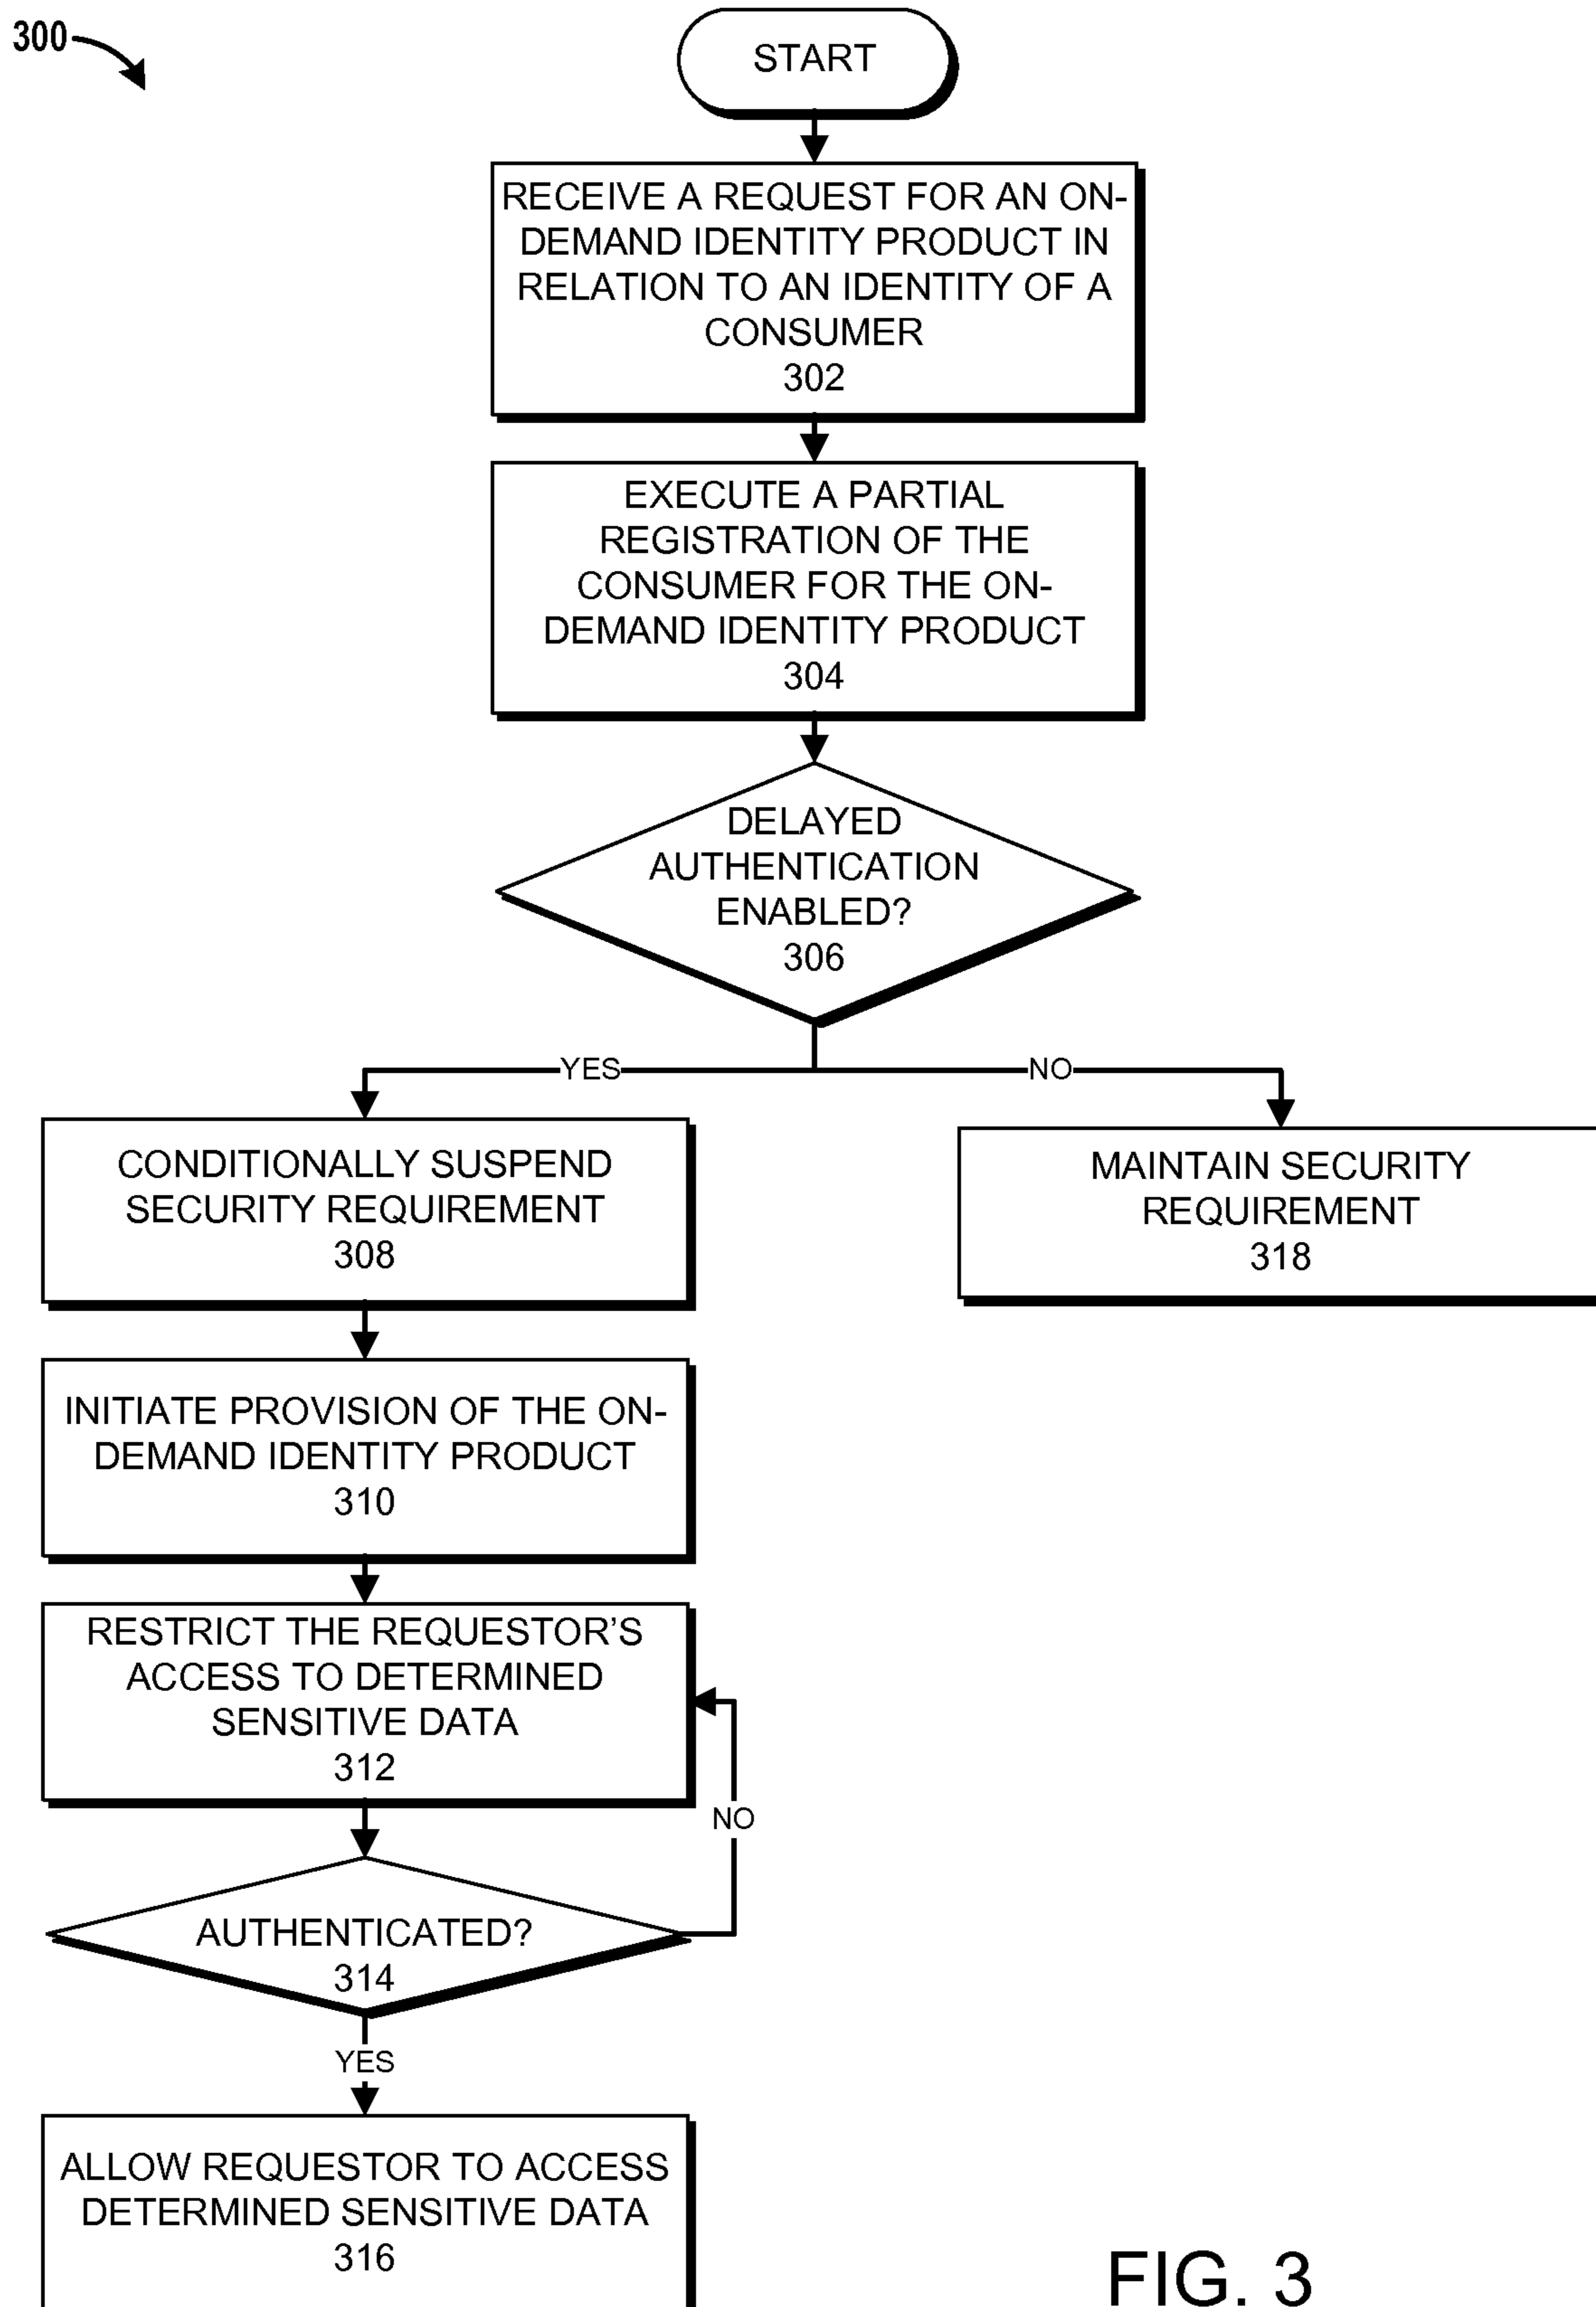 300
START
RECEIVE A REQUEST FOR AN ON-
DEMAND IDENTITY PRODUCT IN
RELATION TO AN IDENTITY OF A
CONSUMER
302
EXECUTE A PARTIAL
REGISTRATION OF THE
CONSUMER FOR THE ON-
DEMAND IDENTITY PRODUCT
304
DELAYED
AUTHENTICATION
ENABLED?
306
YES
NO
CONDITIONALLY SUSPEND
SECURITY REQUIREMENT
308
MAINTAIN SECURITY
REQUIREMENT
318
INITIATE PROVISION OF THE ON-
DEMAND IDENTITY PRODUCT
310
RESTRICT THE REQUESTOR’S
ACCESS TO DETERMINED
SENSITIVE DATA
312
NO
AUTHENTICATED?
314
YES
ALLOW REQUESTOR TO ACCESS
DETERMINED SENSITIVE DATA
316
FIG. 3